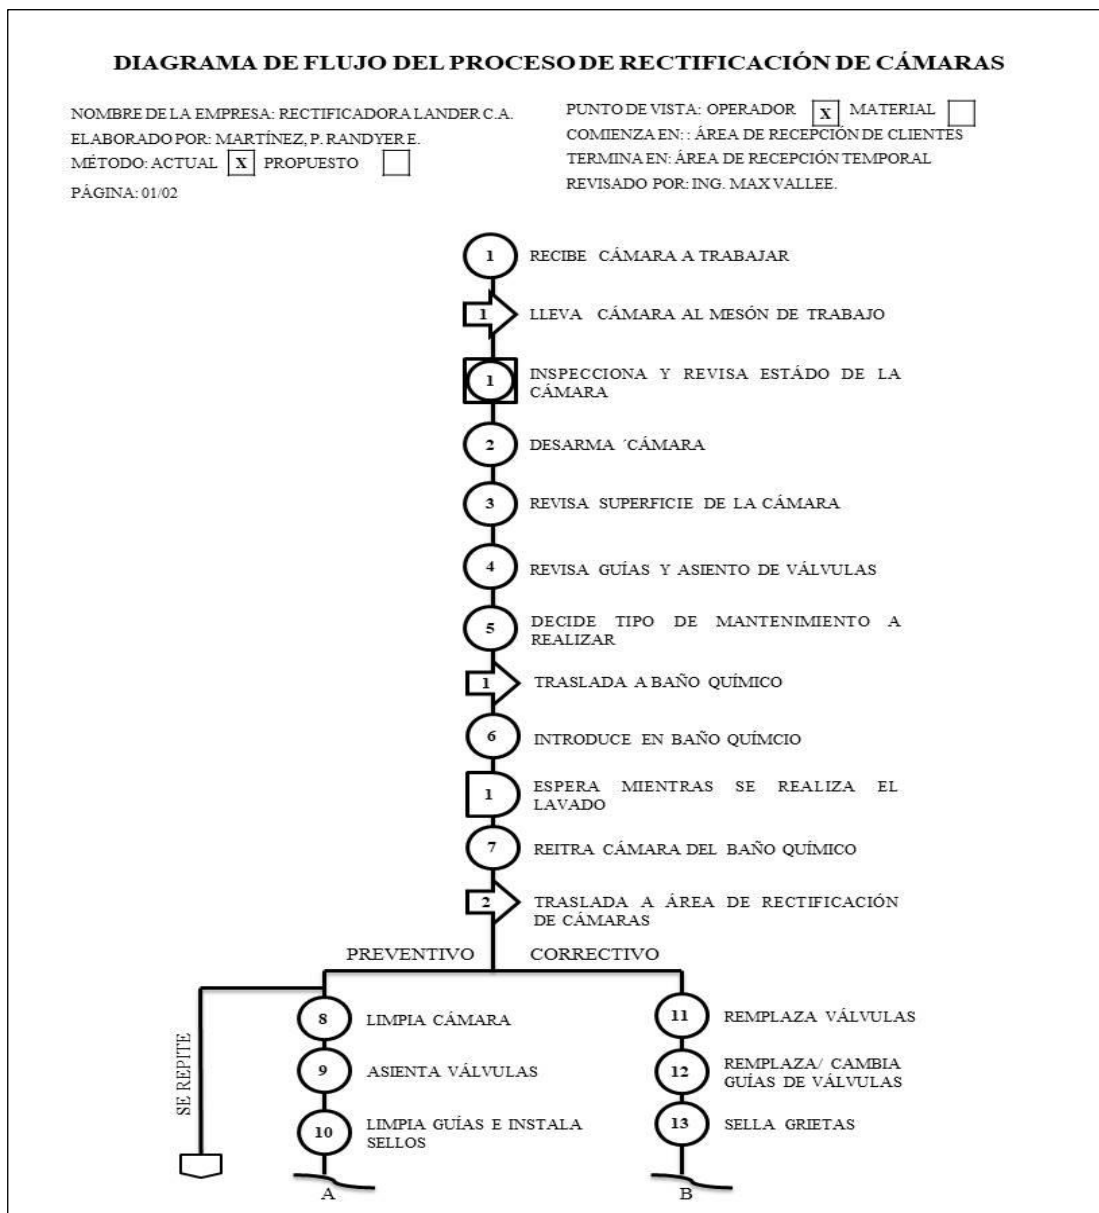 DIAGRAMA DE FLUJO DEL PROCESO DE RECTIFICACIÓN DE CÁMARAS
NOMBRE DE LA EMPRESA: RECTIFICADORA LANDER C.A.
ELABORADO POR: MARTÍNEZ, P. RANDYER E.
MÉTODO: ACTUAL X PROPUESTO
PÁGINA: 01/02
PUNTO DE VISTA: OPERADOR X MATERIAL
COMIENZA EN: : ÁREA DE RECEPCIÓN DE CLIENTES
TERMINA EN: ÁREA DE RECEPCIÓN TEMPORAL
REVISADO POR: ING. MAX VALLEE.
1 RECIBE CÁMARA A TRABAJAR
1 LLEVA CÁMARA AL MESÓN DE TRABAJO
1 INSPECCIONA Y REVISA ESTÁDO DE LA
CÁMARA
2 DESARMA ´CÁMARA
3 REVISA SUPERFICIE DE LA CÁMARA
4 REVISA GUÍAS Y ASIENTO DE VÁLVULAS
5 DECIDE TIPO DE MANTENIMIENTO A
REALIZAR
1 TRASLADA A BAÑO QUÍMICO
6 INTRODUCE EN BAÑO QUÍMCIO
1 ESPERA MIENTRAS SE REALIZA EL
LAVADO
7 REITRA CÁMARA DEL BAÑO QUÍMICO
2 TRASLADA A ÁREA DE RECTIFICACIÓN
DE CÁMARAS
PREVENTIVO CORRECTIVO
SE REPITE
8 LIMPIA CÁMARA
9 ASIENTA VÁLVULAS
10 LIMPIA GUÍAS E INSTALA
SELLOS
A
11 REMPLAZA VÁLVULAS
12 REMPLAZA/ CAMBIA
GUÍAS DE VÁLVULAS
13 SELLA GRIETAS
B